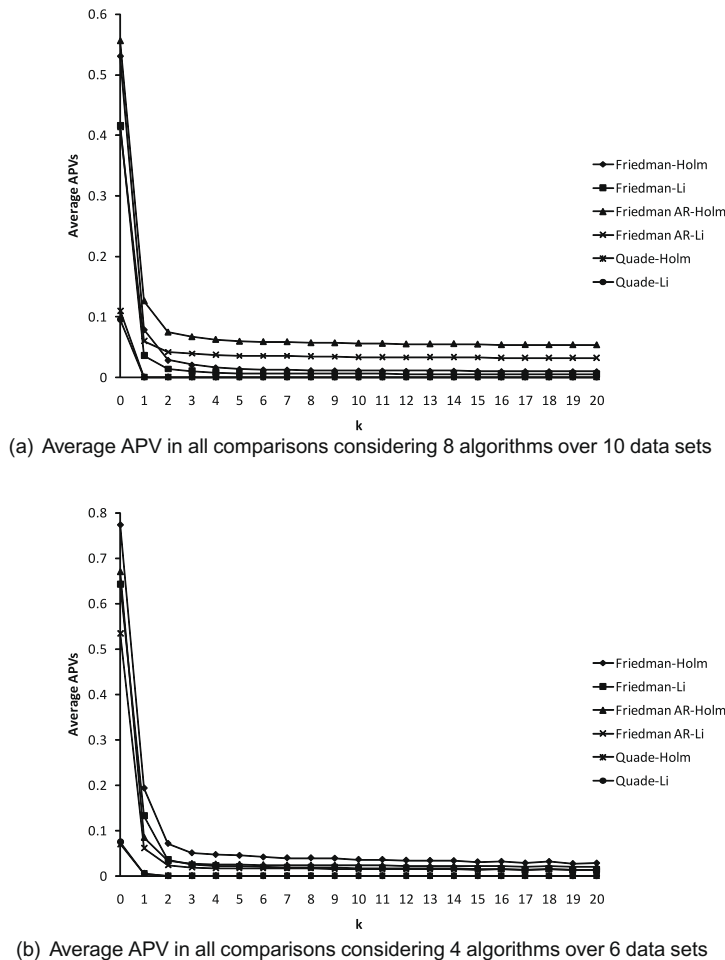 0.6
0.5
0.4
0.3
0.2
0.1
0
Average APVs
0 1 2 3 4 5 6 7 8 9 10 11 12 13 14 15 16 17 18 19 20
k
Friedman-Holm
Friedman-Li
Friedman AR-Holm
Friedman AR-Li
Quade-Holm
Quade-Li
(a) Average APV in all comparisons considering 8 algorithms over 10 data sets
0.8
0.7
0.6
0.5
0.4
0.3
0.2
0.1
0
Average APVs
0 1 2 3 4 5 6 7 8 9 10 11 12 13 14 15 16 17 18 19 20
k
Friedman-Holm
Friedman-Li
Friedman AR-Holm
Friedman AR-Li
Quade-Holm
Quade-Li
(b) Average APV in all comparisons considering 4 algorithms over 6 data sets